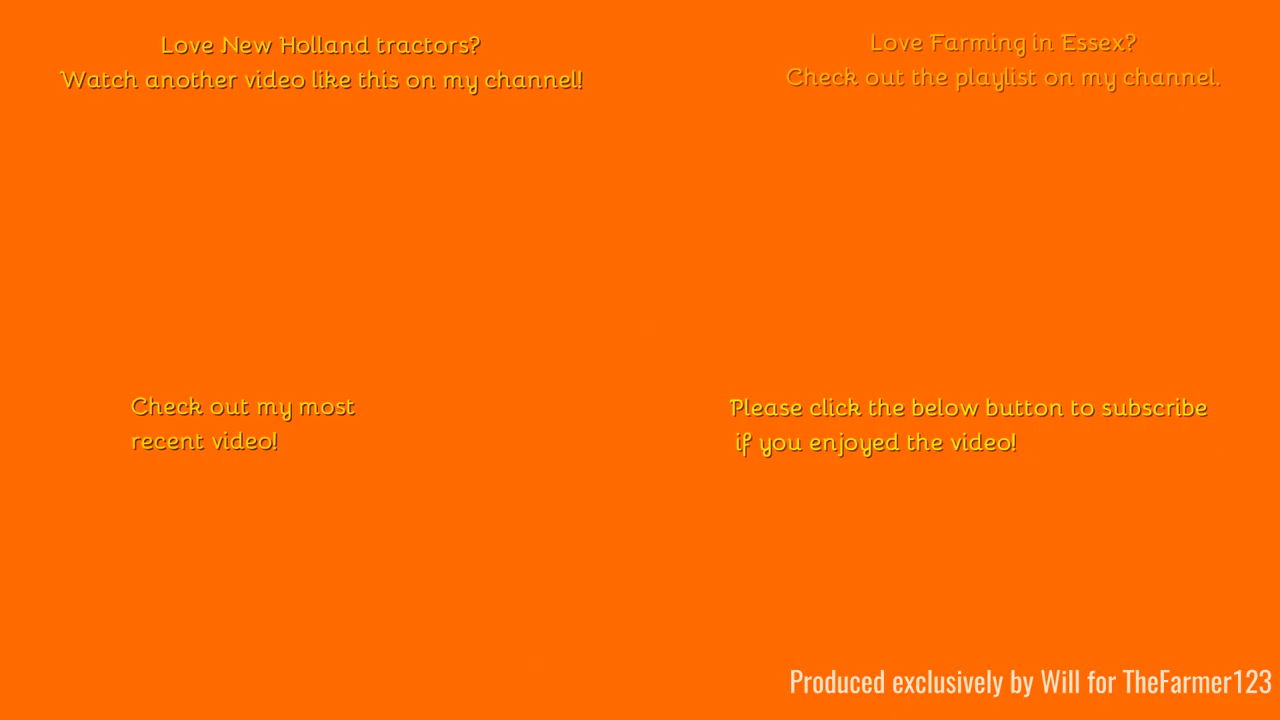 Love New Holland tractors?
Watch another video like this on my channel!
Love Farming in Essex?
Check out the playlist on my channel.
Check out my most
recent video!
Please click the below button to subscribe
if you enjoyed the video!
Produced exclusively by Will for TheFarmer123